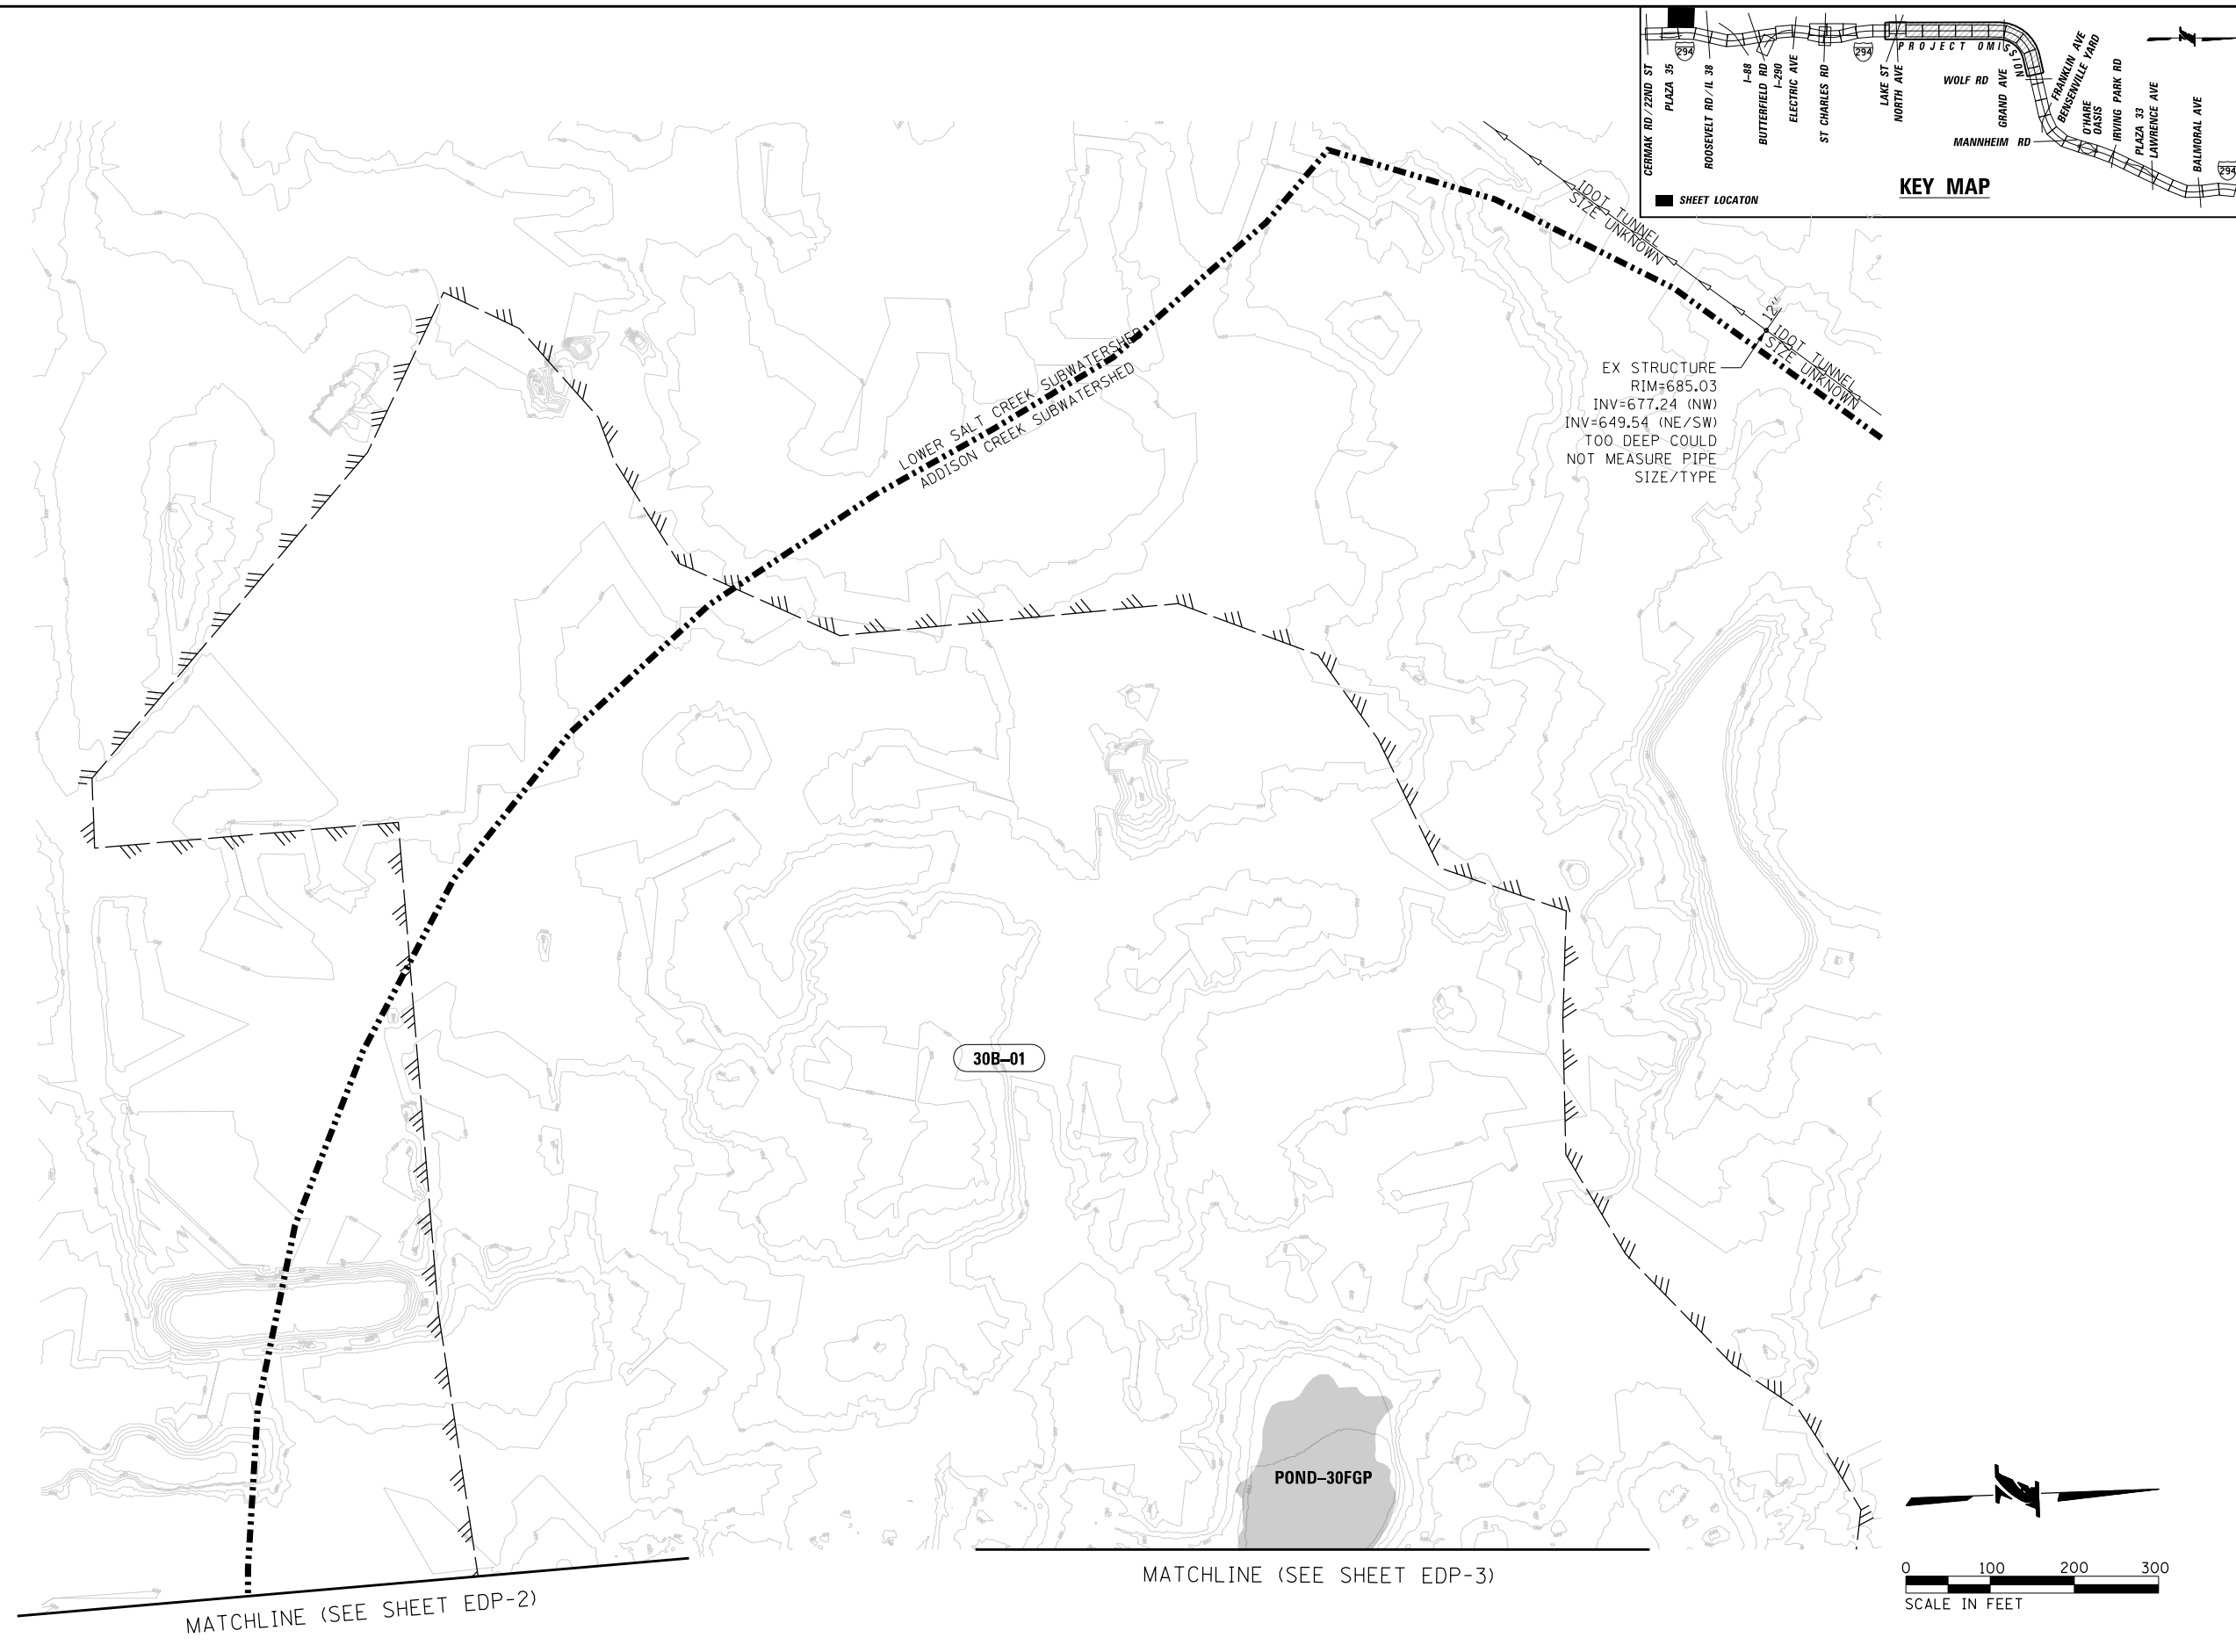 CERMAK RD/22ND ST
PLAZA 35
294
ROOSEVELT RD/IL 38
I-88
BUTTERFIELD RD
I-290
ELECTRIC AVE
ST CHARLES RD
294
LAKE ST
NORTH AVE
PROJECT OMISSION
WOLF RD
GRAND AVE
FRANKLIN AVE
BENSENVILLE YARD
MANNHEIM RD
O'HARE
OASIS
IRVING PARK RD
PLAZA 33
LAWRENCE AVE
BALMORAL AVE
294
SHEET LOCATON
KEY MAP
IDOT TUNNEL
SIZE UNKNOWN
12"
IDOT TUNNEL
SIZE UNKNOWN
EX STRUCTURE
RIM=685.03
INV=677.24 (NW)
INV=649.54 (NE/SW)
TOO DEEP COULD
NOT MEASURE PIPE
SIZE/TYPE
LOWER SALT CREEK SUBWATERSHED
ADDISON CREEK SUBWATERSHED
30B-01
POND-30FGP
MATCHLINE (SEE SHEET EDP-3)
MATCHLINE (SEE SHEET EDP-2)
0 100 200 300
SCALE IN FEET